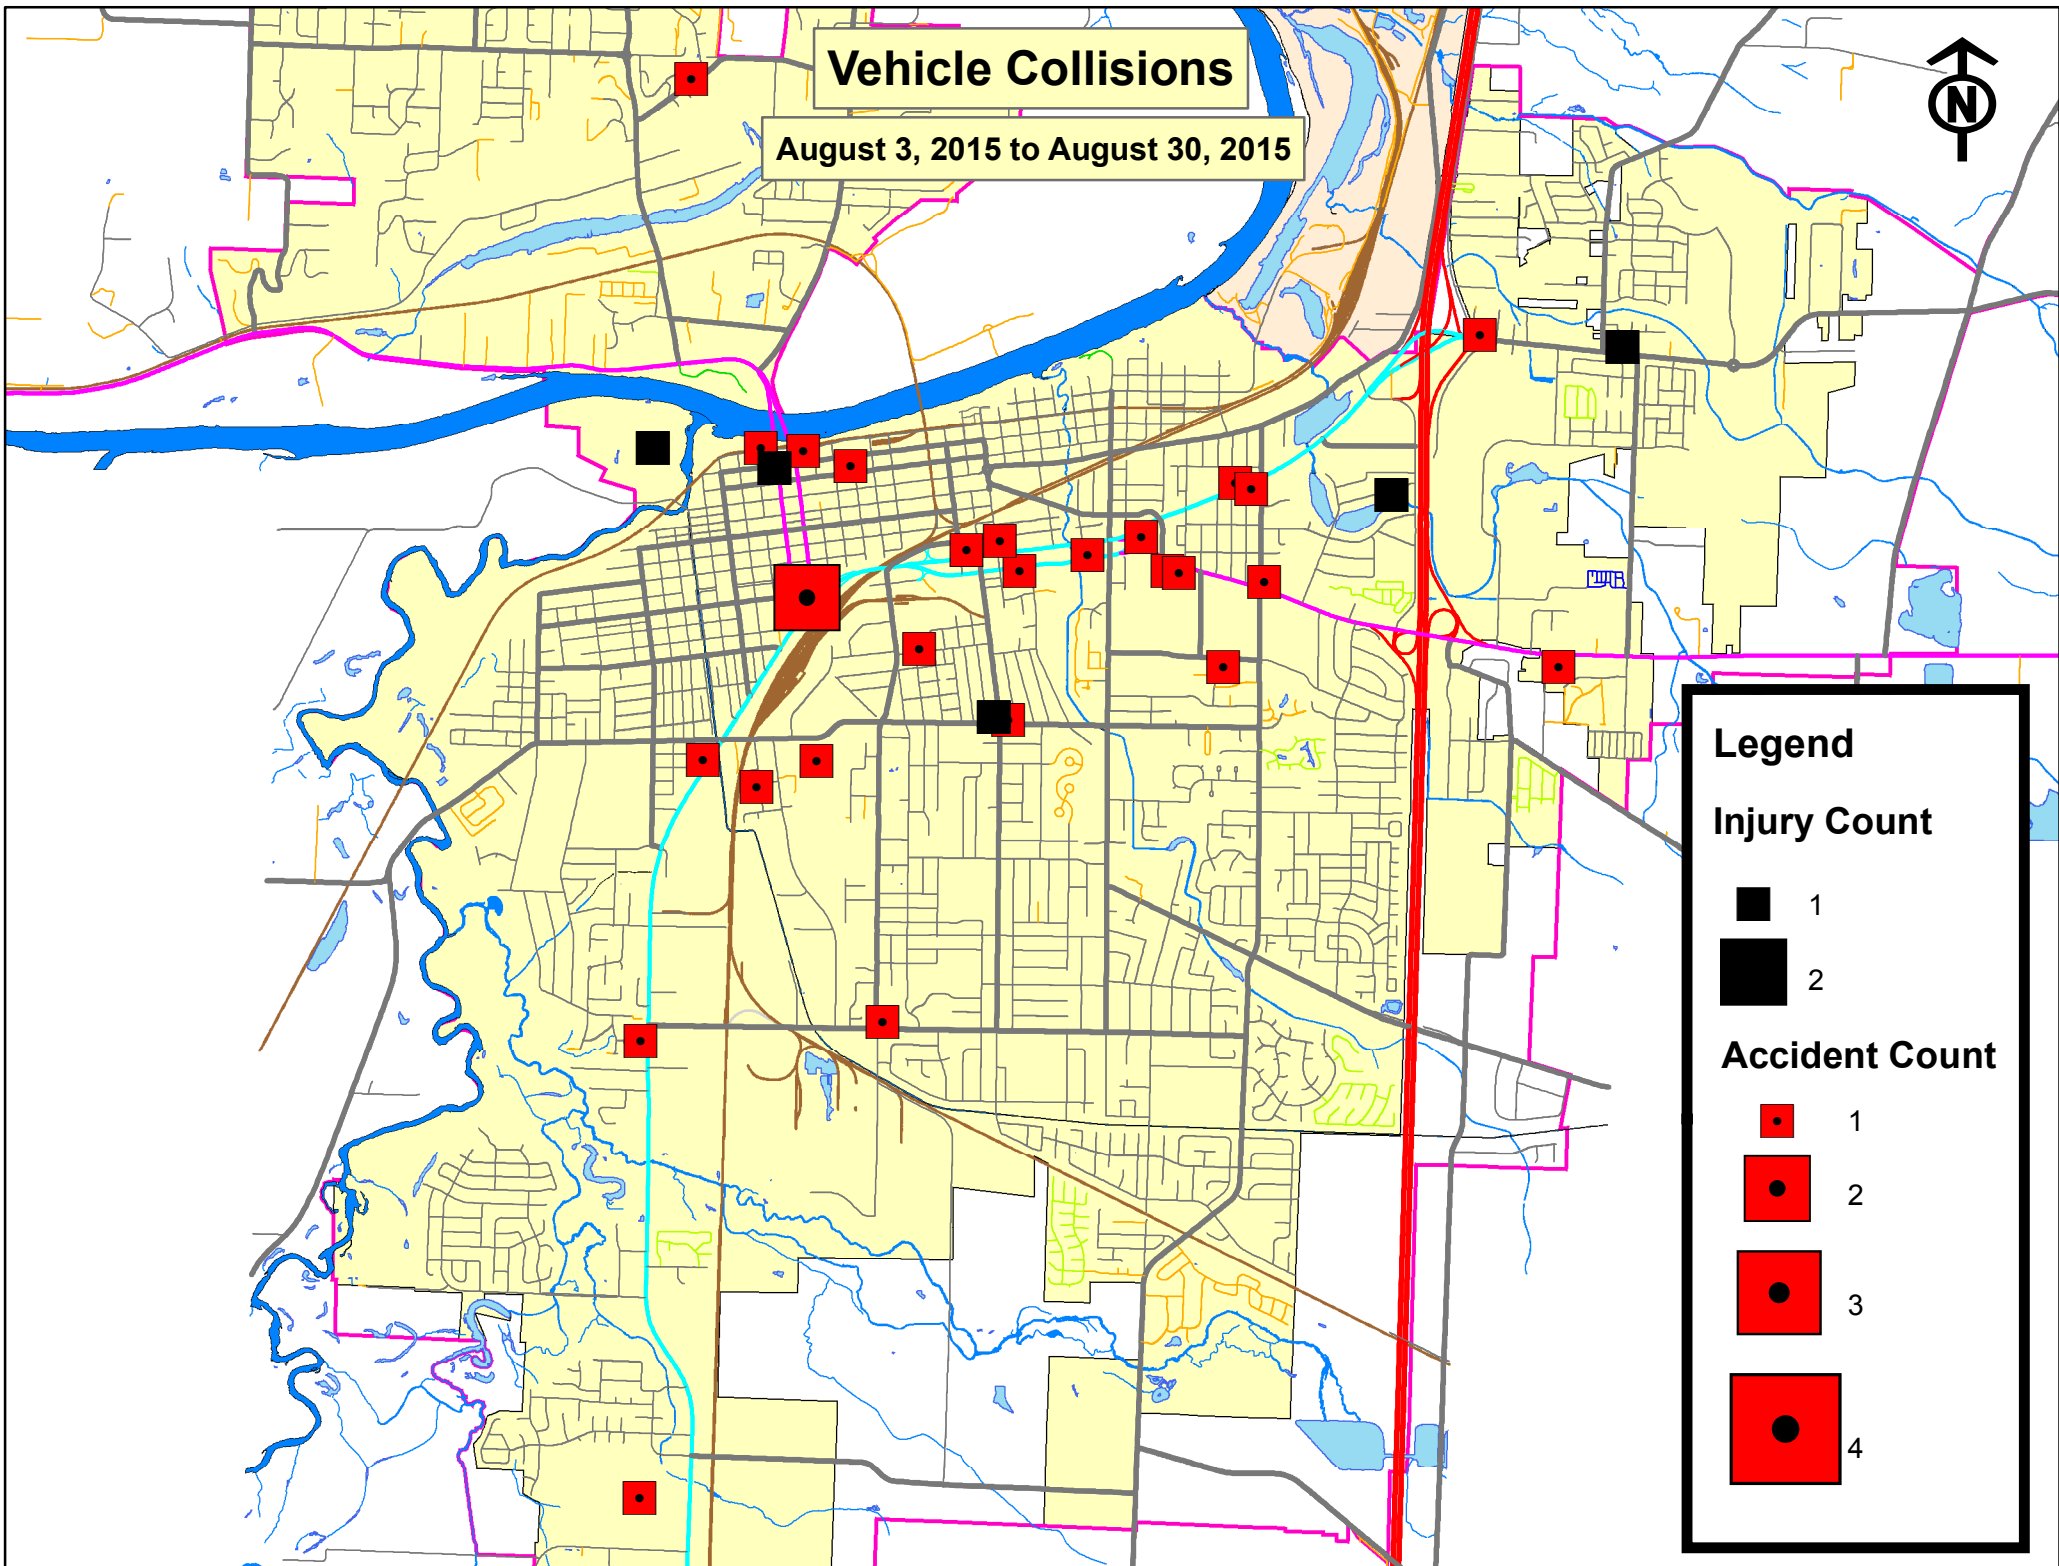 Vehicle Collisions
August 3, 2015 to August 30, 2015
N
Legend
Injury Count
1
2
Accident Count
1
2
3
4